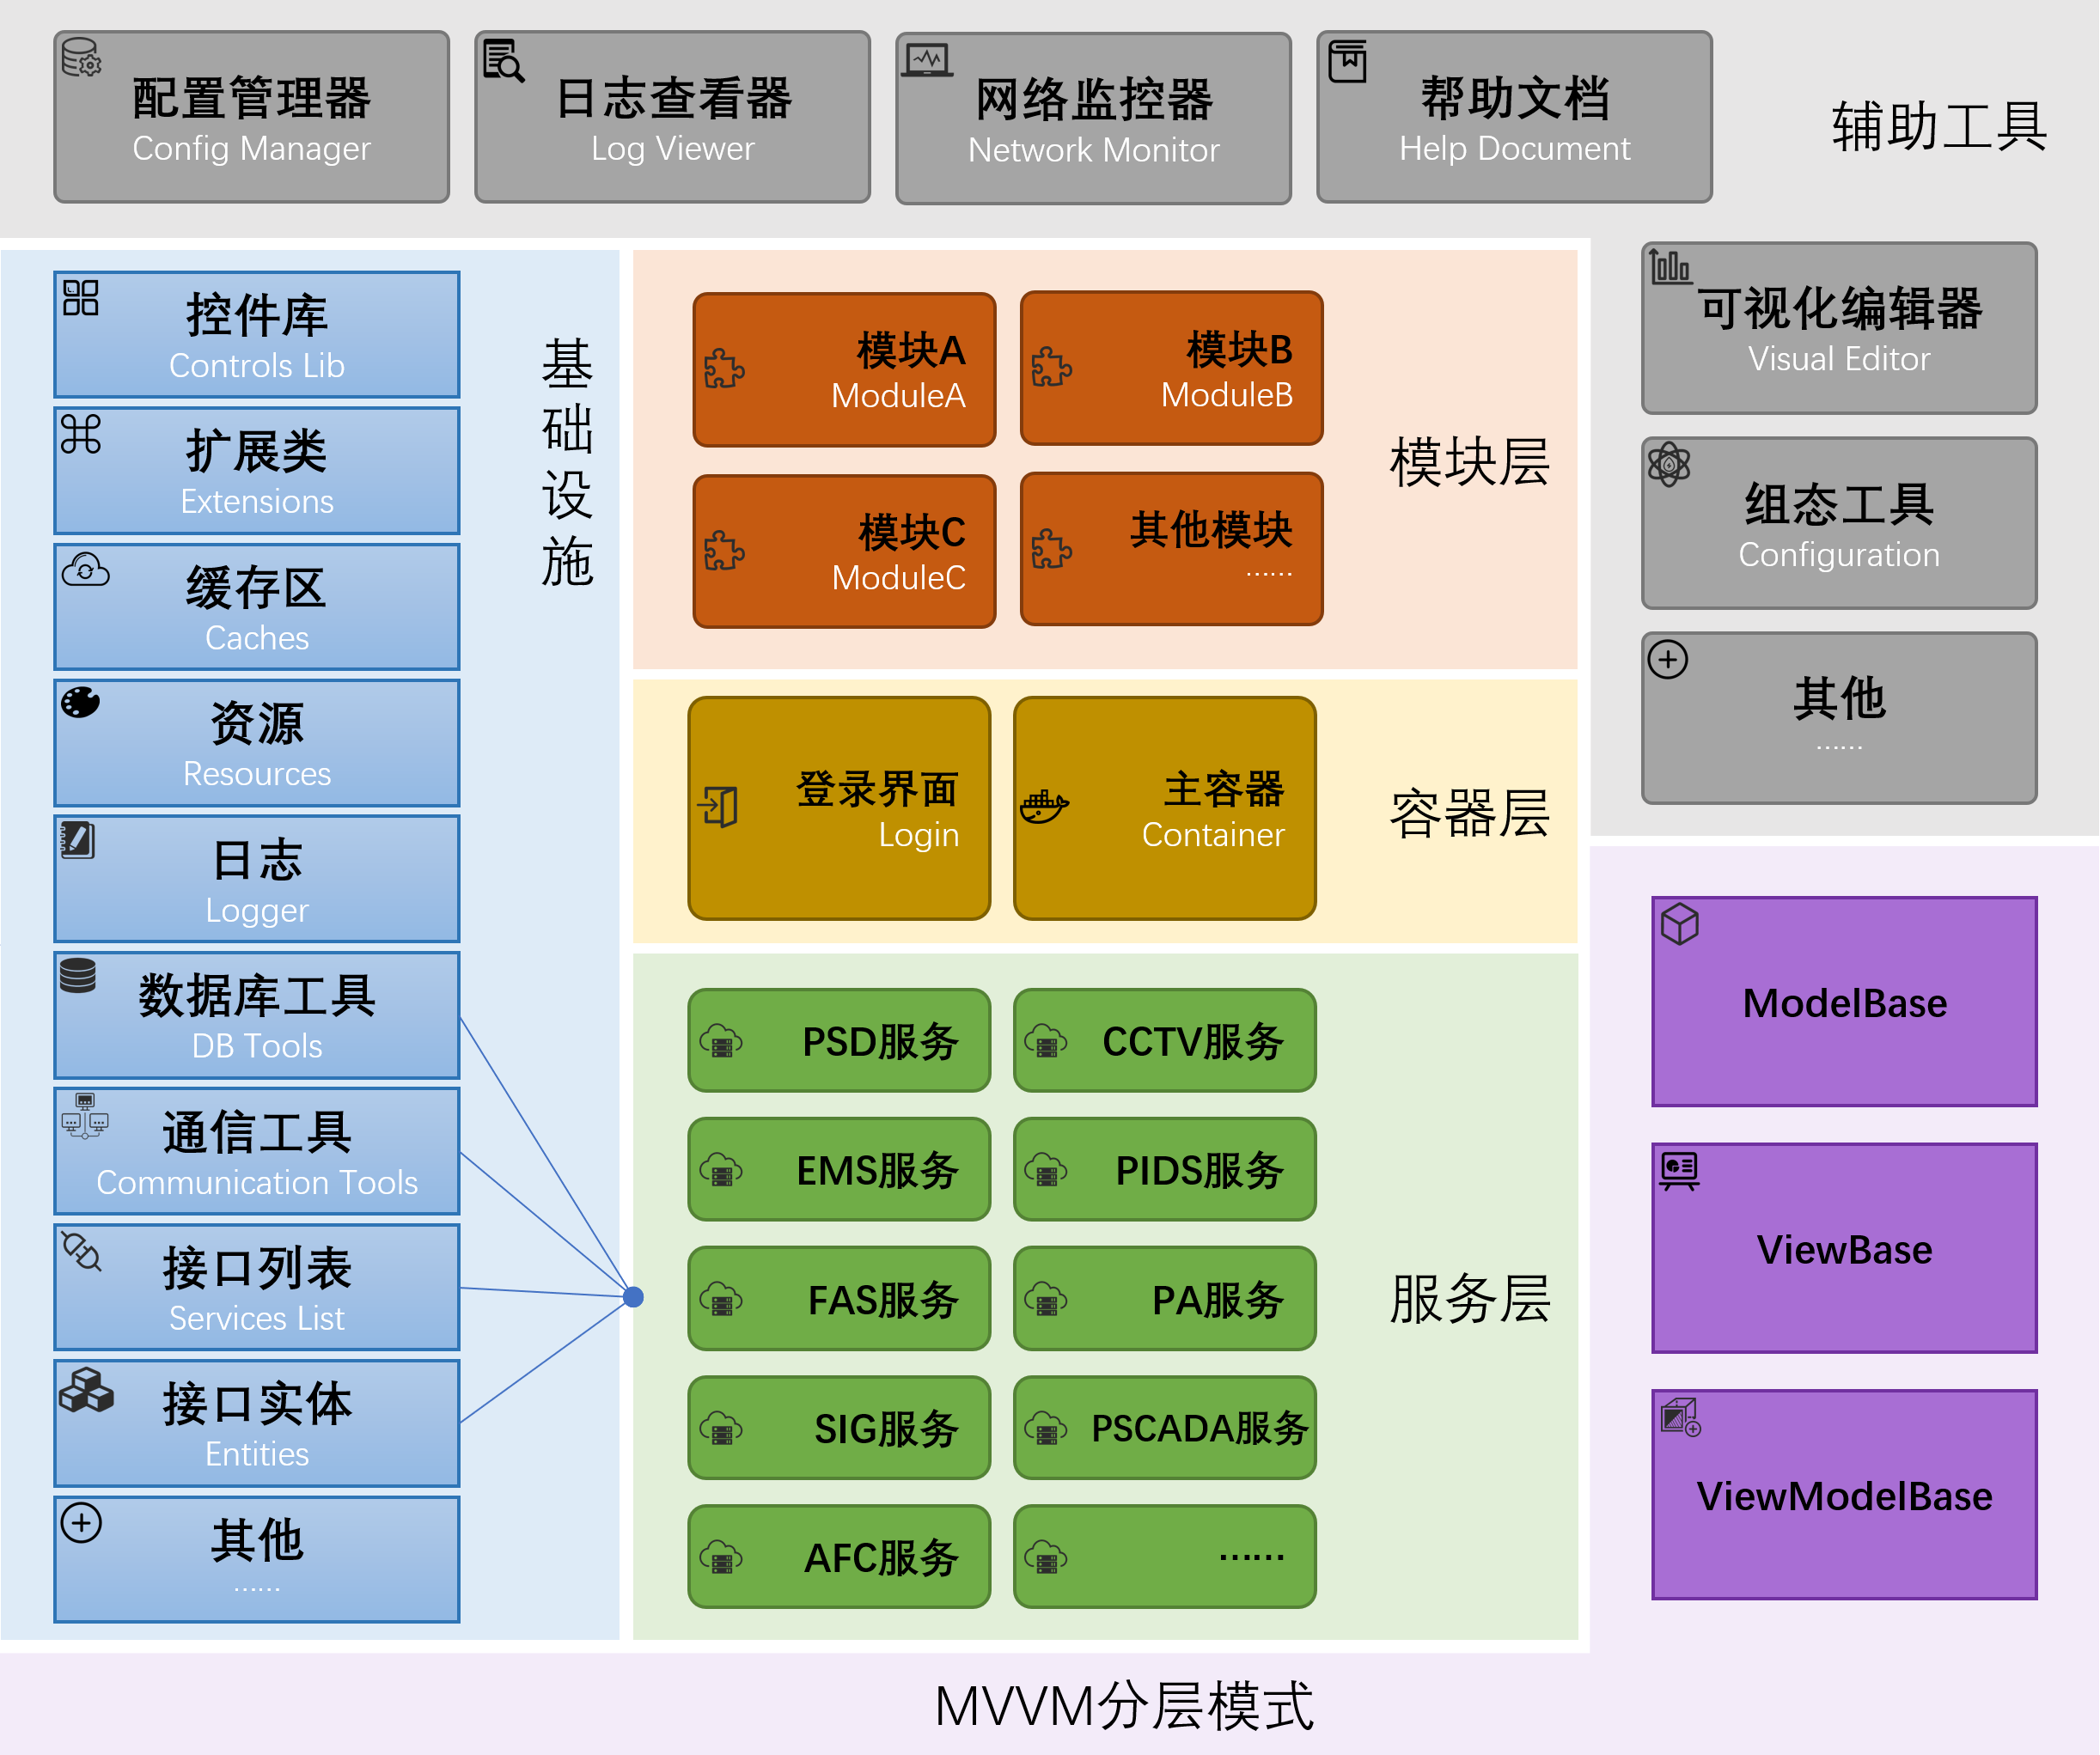 配置管理器
Config Manager
日志查看器
Log Viewer
网络监控器
Network Monitor
帮助文档
Help Document
辅助工具
可视化编辑器
Visual Editor
组态工具
Configuration
其他
……
控件库
Controls Lib
扩展类
Extensions
缓存区
Caches
资源
Resources
日志
Logger
数据库工具
DB Tools
通信工具
Communication Tools
接口列表
Services List
接口实体
Entities
其他
……
基
础
设
施
模块A
ModuleA
模块B
ModuleB
模块C
ModuleC
其他模块
……
模块层
登录界面
Login
主容器
Container
容器层
PSD服务
CCTV服务
EMS服务
PIDS服务
FAS服务
PA服务
SIG服务
PSCADA服务
AFC服务
……
服务层
ModelBase
ViewBase
ViewModelBase
MVVM分层模式